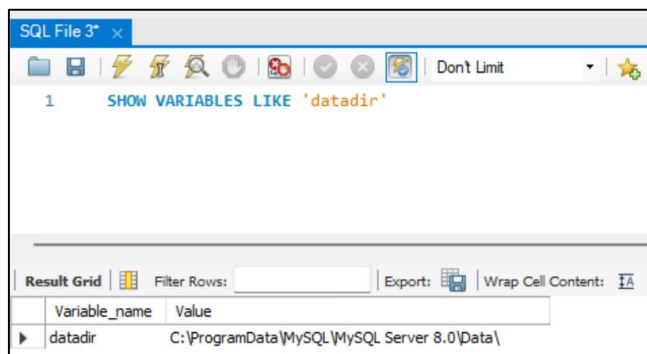 SQL File 3* ×
Don't Limit
1 SHOW VARIABLES LIKE 'datadir'
Result Grid Filter Rows: Export: Wrap Cell Content: IA
Variable_name Value
datadir C:\ProgramData\MySQL\MySQL Server 8.0\Data\